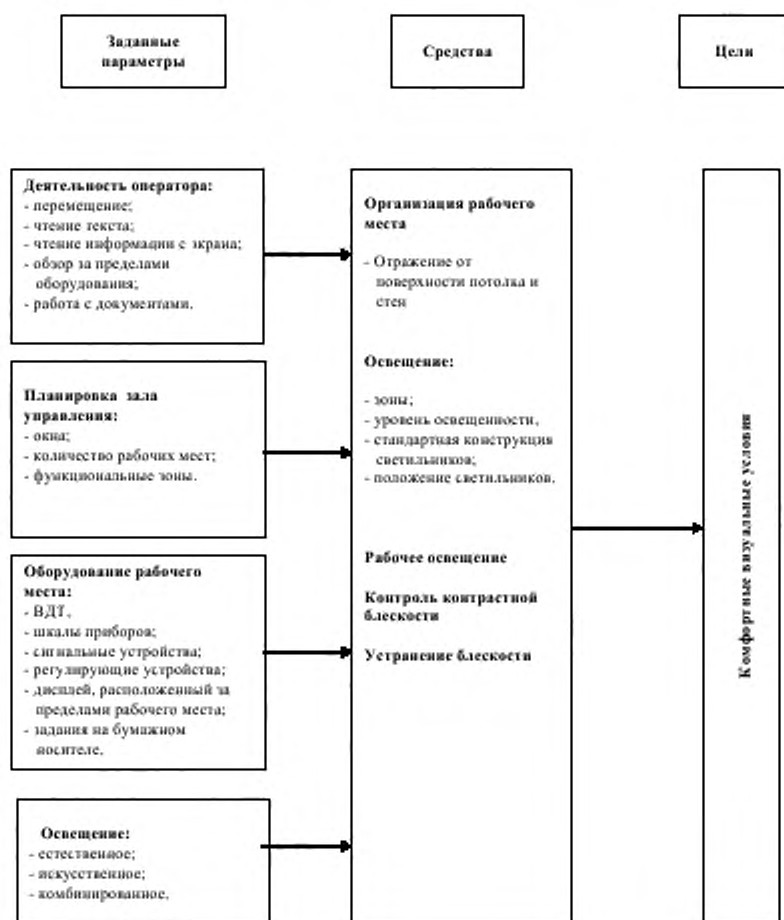 Заданные
параметры
Средства
Цели
Деятельность оператора:
- перемещение;
- чтение текста;
- чтение информации с экрана;
- обзор за пределами
оборудования;
- работа с документами.
Планировка зала
управления:
- окна;
- количество рабочих мест;
- функциональные зоны.
Оборудование рабочего
места:
- ВДТ,
- шкалы приборов;
- сигнальные устройства;
- регулирующие устройства;
- дисплей, расположенный за
пределами рабочего места;
- задания на бумажном
носителе.
Освещение:
- естественное;
- искусственное;
- комбинированное.
Организация рабочего
места
- Отражение от
поверхности потолка и
стен
Освещение:
- зоны;
- уровень освещенности,
- стандартная конструкция
светильников;
- положение светильников.
Рабочее освещение
Контроль контрастной
блескости
Устранение блескости
Комфортные визуальные условия